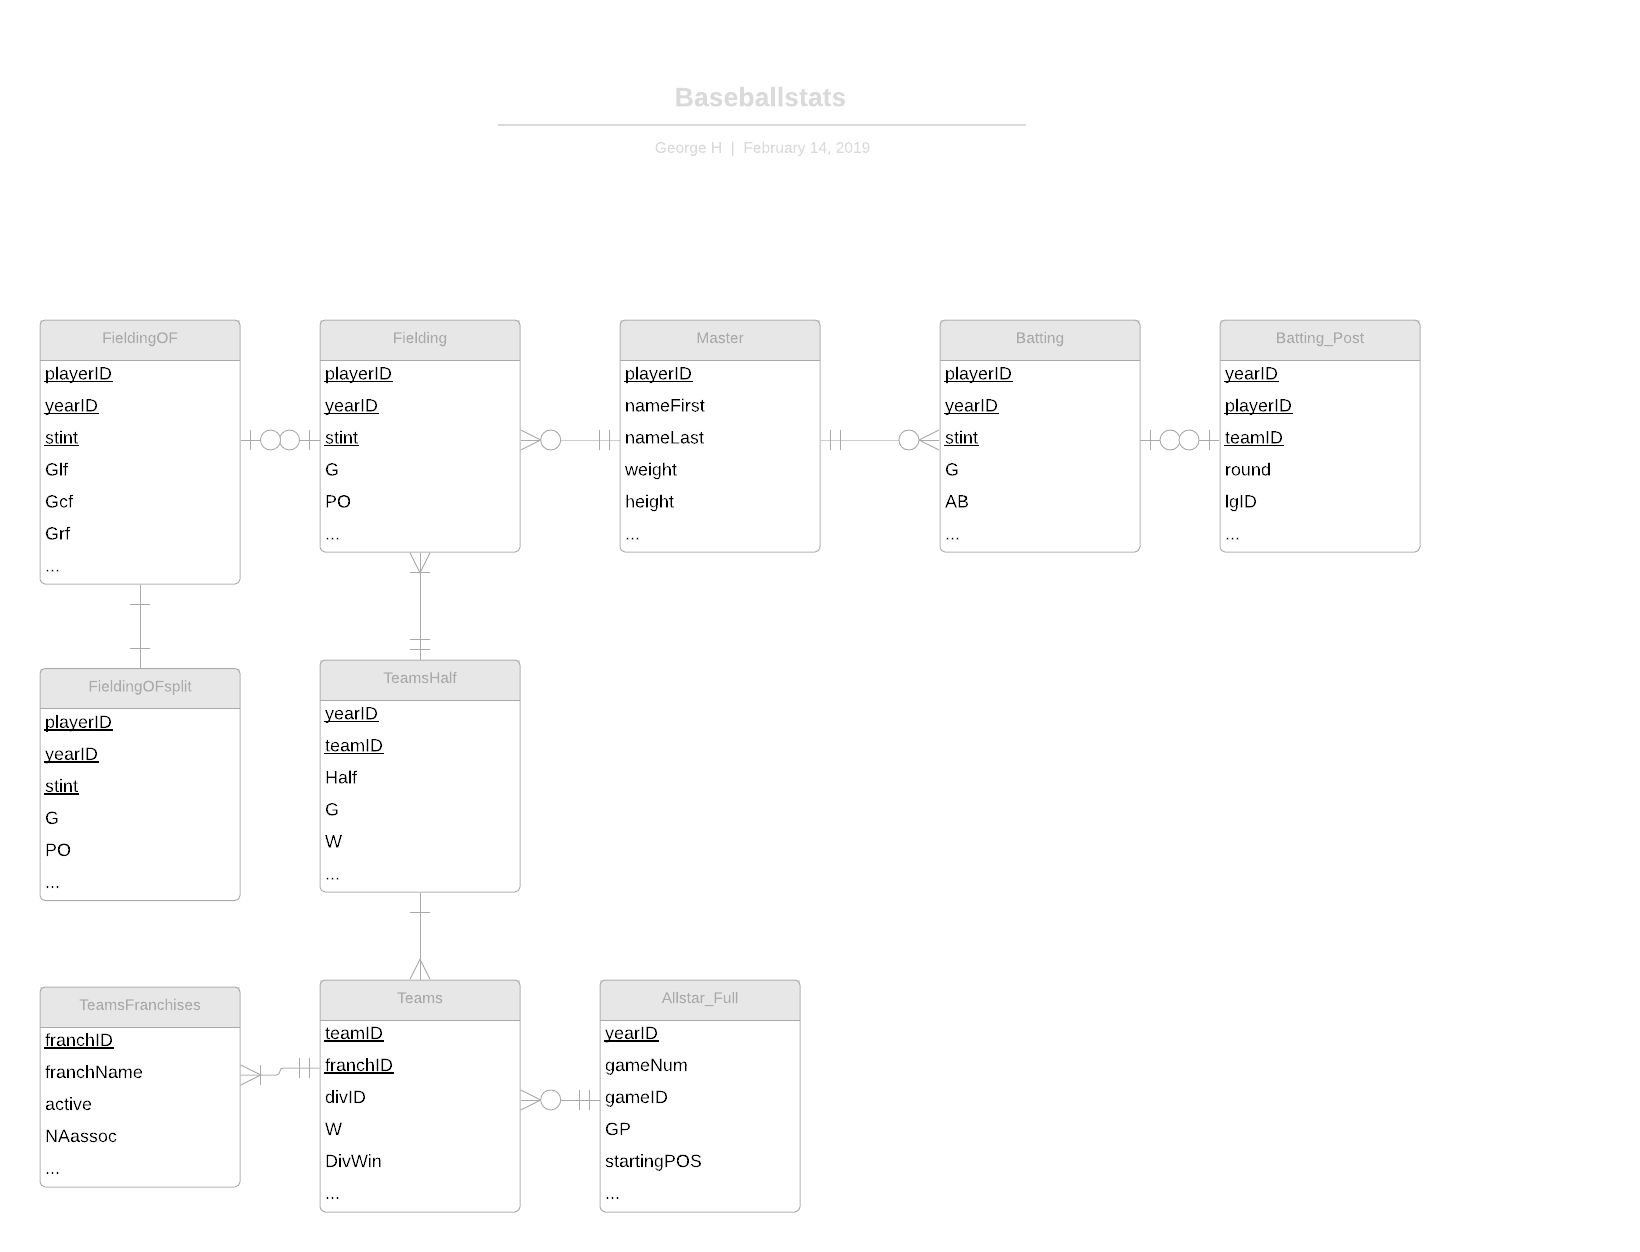 Baseballstats
George H | February 14, 2019
FieldingOF
playerID
yearID
stint
Glf
Gcf
Grf
...
Fielding
playerID
yearID
stint
G
PO
...
Master
playerID
nameFirst
nameLast
weight
height
...
Batting
playerID
yearID
stint
G
AB
...
Batting_Post
yearID
playerID
teamID
round
lgID
...
FieldingOFsplit
playerID
yearID
stint
G
PO
...
TeamsHalf
yearID
teamID
Half
G
W
...
TeamsFranchises
franchID
franchName
active
NAassoc
...
Teams
teamID
franchID
divID
W
DivWin
...
Allstar_Full
yearID
gameNum
gameID
GP
startingPOS
...